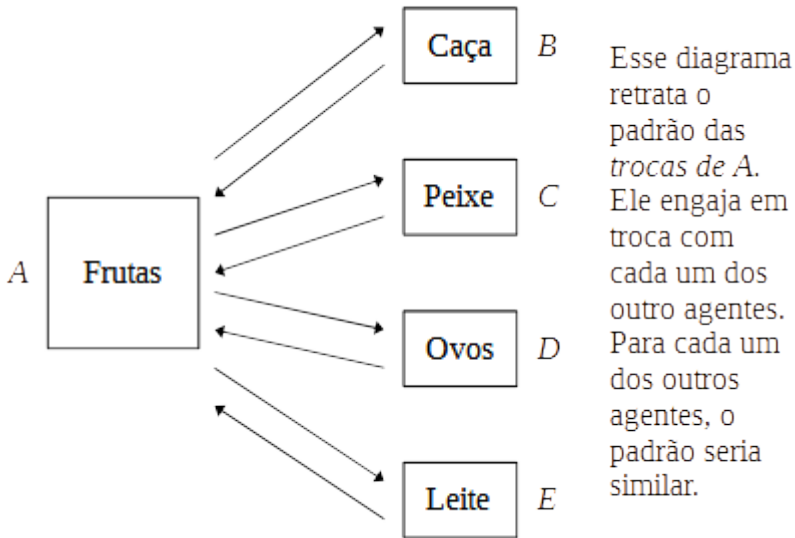 Caça B
Peixe C
A Frutas
Ovos D
Leite E
Esse diagrama
retrata o
padrão das
trocas de A.
Ele engaja em
troca com
cada um dos
outro agentes.
Para cada um
dos outros
agentes, o
padrão seria
similar.